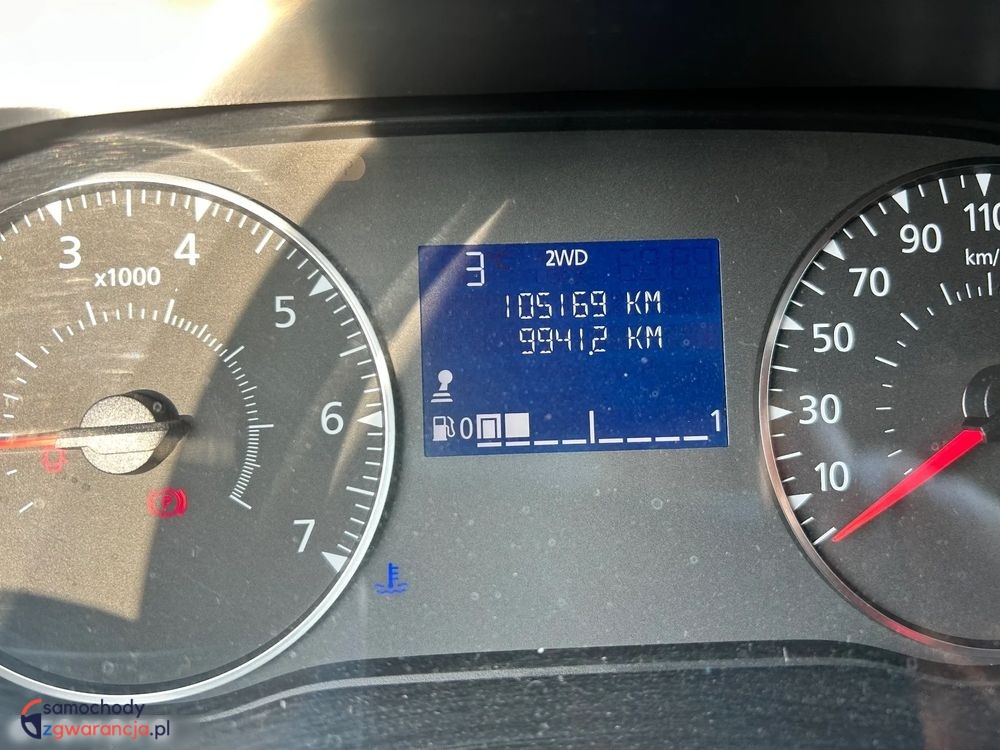 3 4 5 6 7
x1000
3°C 2WD
105169 KM
9941.2 KM
0 1
10 30 50 70 90 110
km/
P
samochody
zgwarancja.pl